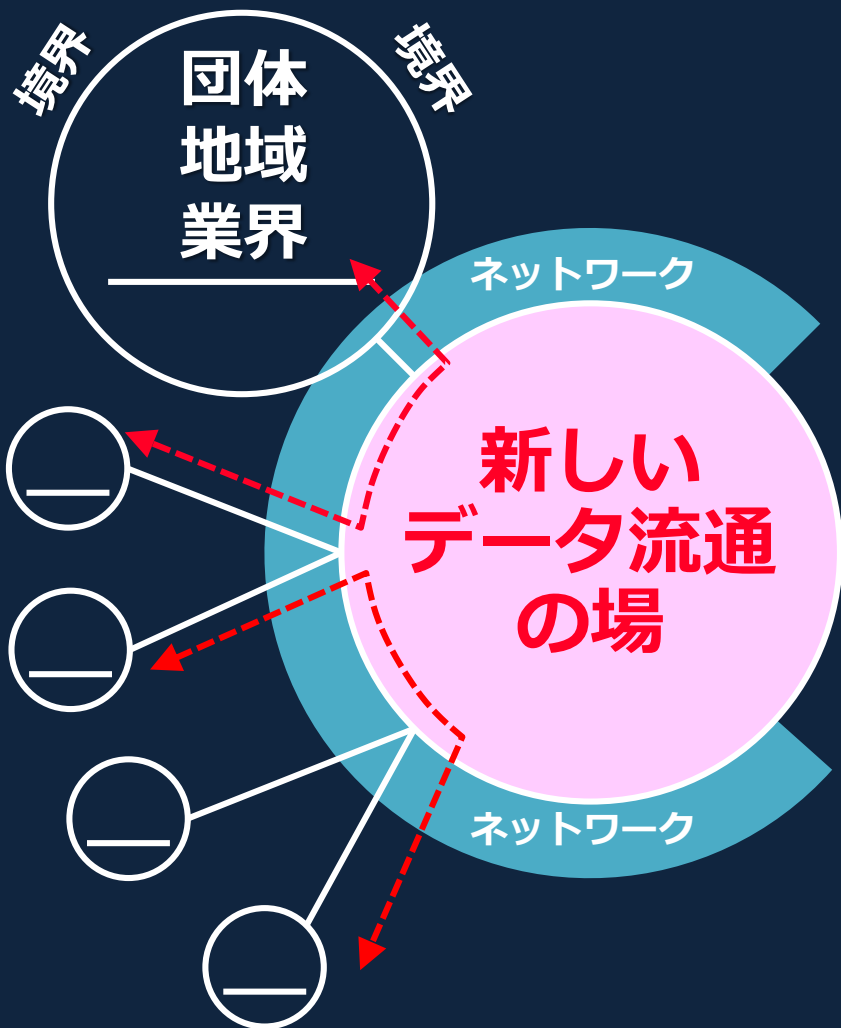 境界
境界
団体
地域
業界
ネットワーク
新しい
データ流通
の場
ネットワーク